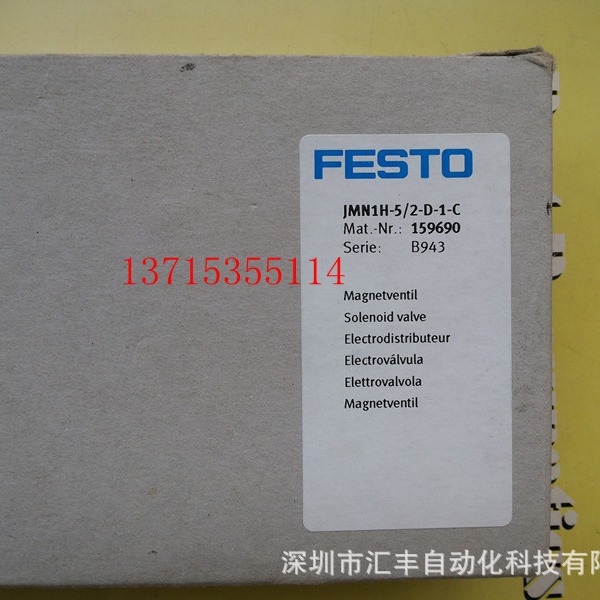 FESTO
JMN1H-5/2-D-1-C
Mat.-Nr.: 159690
Serie: B943
13715355114
Magnetventil
Solenoid valve
Electrodistributeur
Electroválvula
Elettrovalvola
Magnetventil
深圳市汇丰自动化科技有限